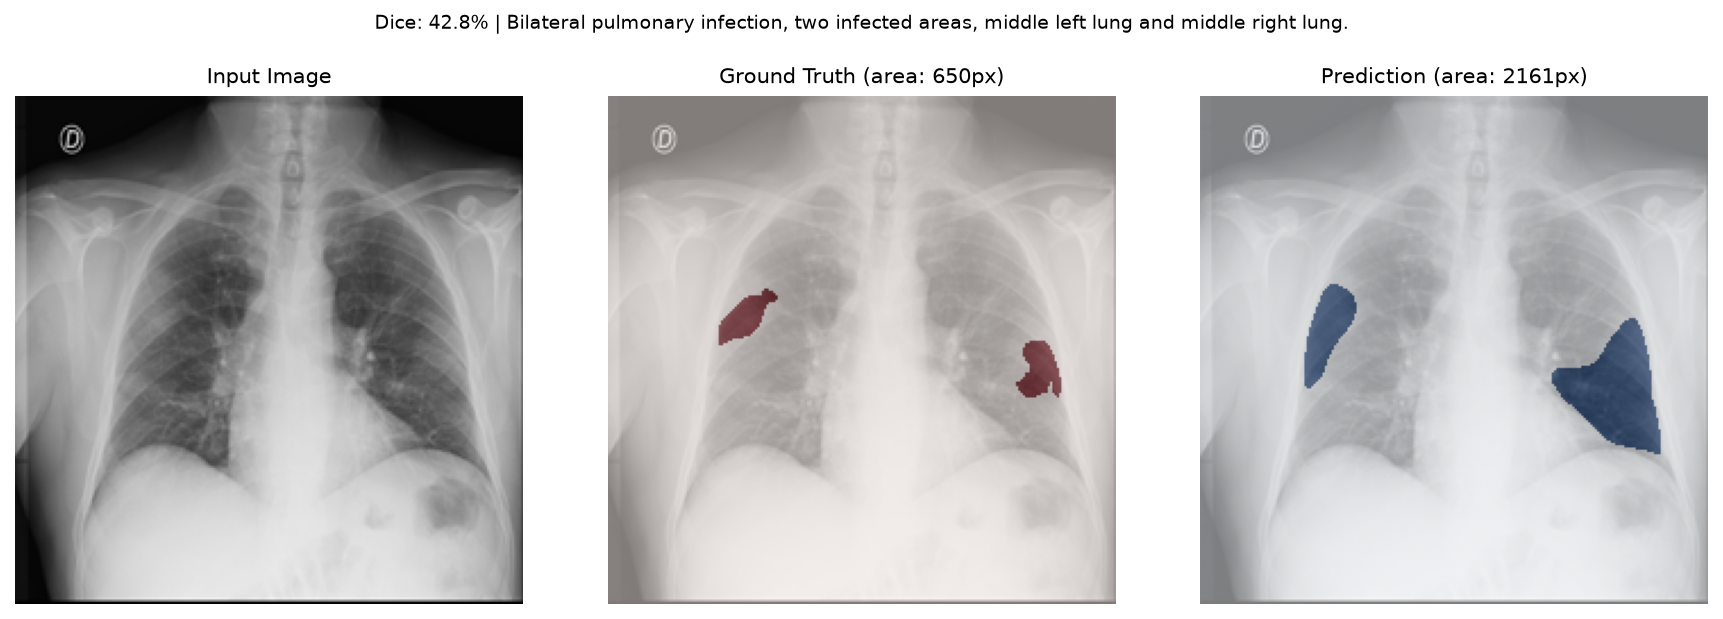 Dice: 42.8% | Bilateral pulmonary infection, two infected areas, middle left lung and middle right lung.
Input Image
Ground Truth (area: 650px)
Prediction (area: 2161px)
D
D
D